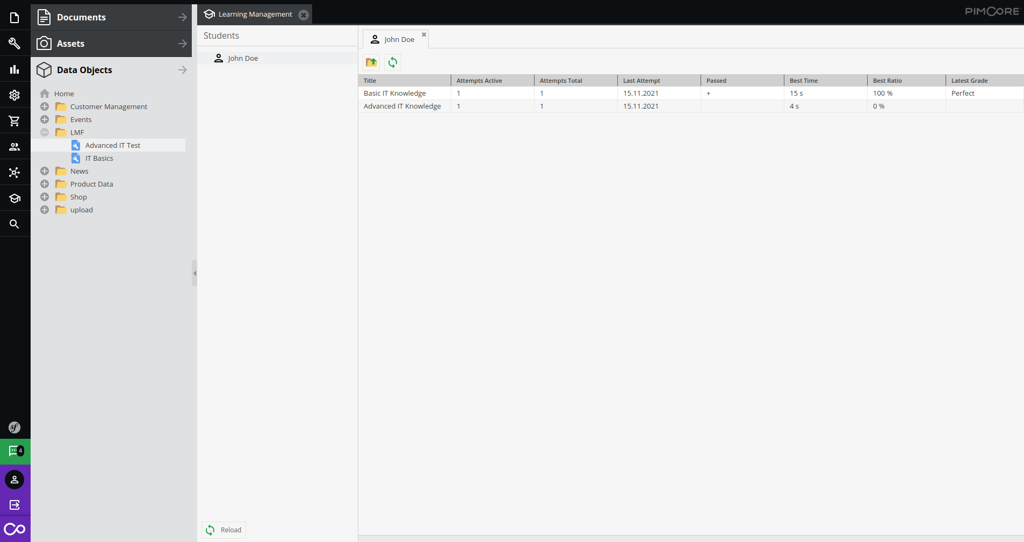 Documents
Assets
Data Objects
Home
Customer Management
Events
LMF
Advanced IT Test
IT Basics
News
Product Data
Shop
upload
4
Learning Management
Students
John Doe
Reload
PIMCORE
John Doe
Title Attempts Active Attempts Total Last Attempt Passed Best Time Best Ratio Latest Grade
Basic IT Knowledge 1 1 15.11.2021 + 15 s 100 % Perfect
Advanced IT Knowledge 1 1 15.11.2021 4 s 0 %